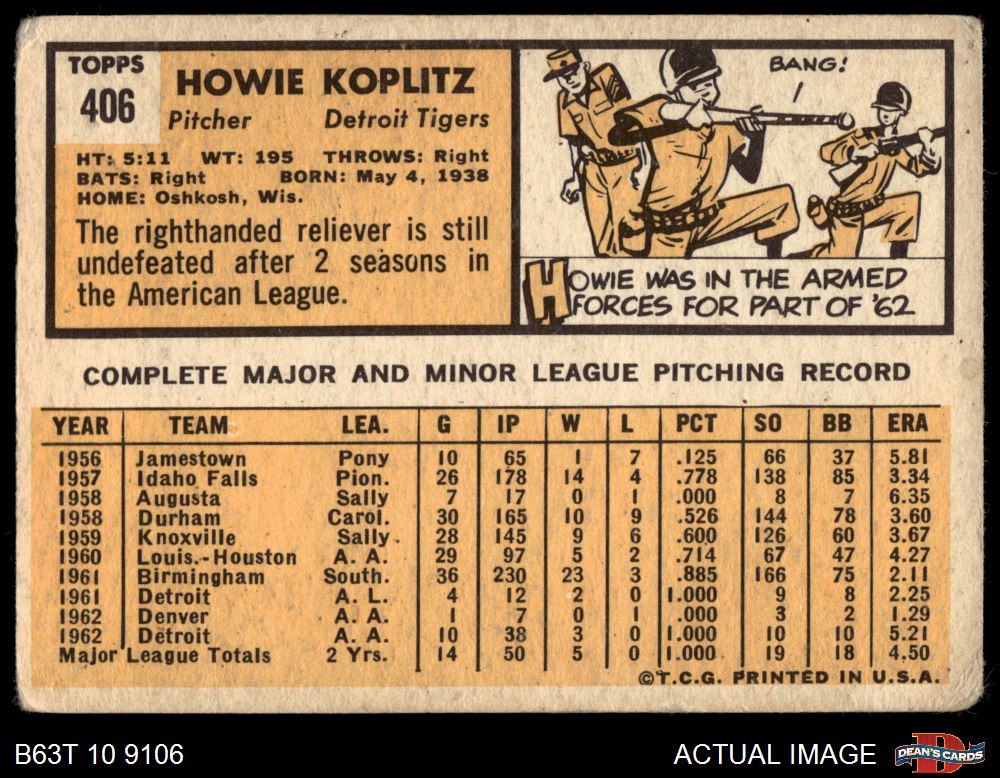 TOPPS
406
HOWIE KOPLITZ
Pitcher Detroit Tigers
HT: 5:11 WT: 195 THROWS: Right
BATS: Right BORN: May 4, 1938
HOME: Oshkosh, Wis.
The righthanded reliever is still
undefeated after 2 seasons in
the American League.
BANG!
HOWIE WAS IN THE ARMED
FORCES FOR PART OF '62
COMPLETE MAJOR AND MINOR LEAGUE PITCHING RECORD
YEAR TEAM LEA. G IP W L PCT SO BB ERA
1956 Jamestown Pony 10 65 1 7 .125 66 37 5.81
1957 Idaho Falls Pion. 26 178 14 4 .778 138 85 3.34
1958 Augusta Sally 7 17 0 1 .000 8 7 6.35
1958 Durham Carol. 30 165 10 9 .526 144 78 3.60
1959 Knoxville Sally 28 145 9 6 .600 126 60 3.67
1960 Louis.-Houston A. A. 29 97 5 2 .714 67 47 4.27
1961 Birmingham South. 36 230 23 3 .885 166 75 2.11
1961 Detroit A. L. 4 12 2 0 1.000 9 8 2.25
1962 Denver A. A. 1 7 0 1 .000 3 2 1.29
1962 Detroit A. A. 10 38 3 0 1.000 10 10 5.21
Major League Totals 2 Yrs. 14 50 5 0 1.000 19 18 4.50
©T.C.G. PRINTED IN U.S.A.
B63T 10 9106
ACTUAL IMAGE
DEAN'S CARDS